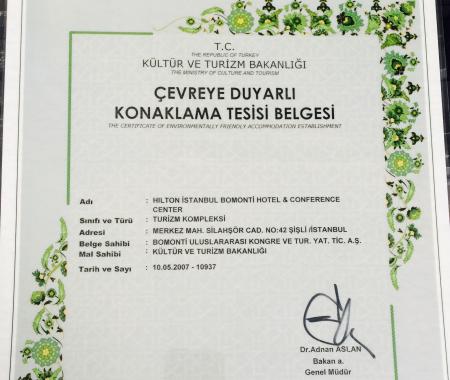 T.C.
THE REPUBLIC OF TURKEY
KÜLTÜR VE TURİZM BAKANLIĞI
THE MINISTRY OF CULTURE AND TOURISM
ÇEVREYE DUYARLI
KONAKLAMA TESİSİ BELGESİ
THE CERTIFICATE OF ENVIRONMENTALLY FRIENDLY ACCOMMODATION ESTABLISHMENT
Adı : HILTON İSTANBUL BOMONTI HOTEL & CONFERENCE
CENTER
Sınıfı ve Türü : TURİZM KOMPLEKSİ
Adresi : MERKEZ MAH. SİLAHŞÖR CAD. NO:42 ŞİŞLİ /İSTANBUL
Belge Sahibi : BOMONTİ ULUSLARARASI KONGRE VE TUR. YAT. TİC. A.Ş.
Mal Sahibi : KÜLTÜR VE TURİZM BAKANLIĞI
Tarih ve Sayı : 10.05.2007 - 10937
Dr.Adnan ASLAN
Bakan a.
Genel Müdür